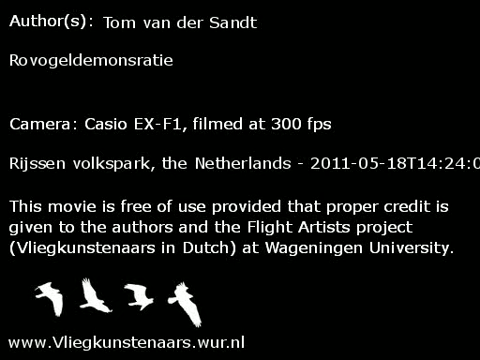 Author(s): Tom van der Sandt
Rovogeldemonsratie
Camera: Casio EX-F1, filmed at 300 fps
Rijssen volkspark, the Netherlands - 2011-05-18T14:24:0
This movie is free of use provided that proper credit is
given to the authors and the Flight Artists project
(Vliegkunstenaars in Dutch) at Wageningen University.
www.Vliegkunstenaars.wur.nl